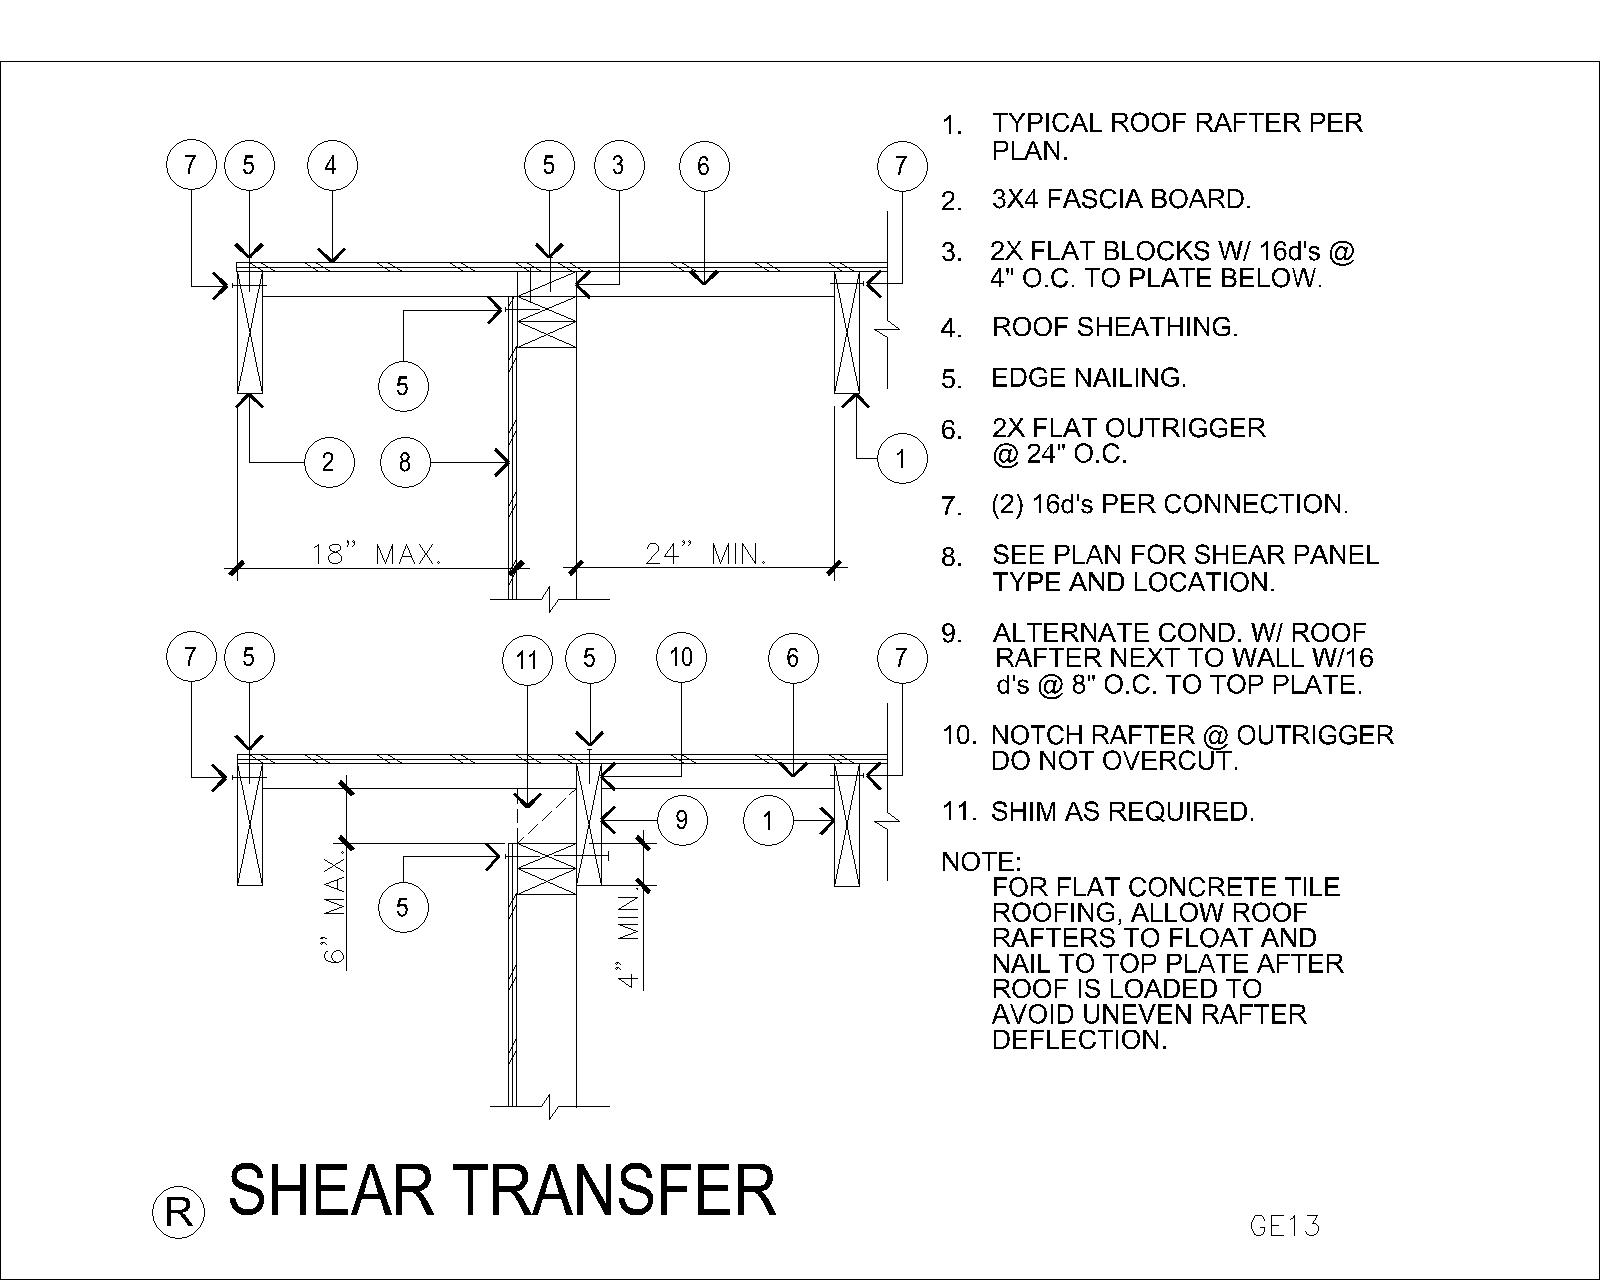 7 5 4 5 3 6 7
5
2 8 1
18" MAX. 24" MIN.
7 5 11 5 10 6 7
9 1
5
6" MAX.
4" MIN.
1. TYPICAL ROOF RAFTER PER
PLAN.
2. 3X4 FASCIA BOARD.
3. 2X FLAT BLOCKS W/ 16d's @
4" O.C. TO PLATE BELOW.
4. ROOF SHEATHING.
5. EDGE NAILING.
6. 2X FLAT OUTRIGGER
@ 24" O.C.
7. (2) 16d's PER CONNECTION.
8. SEE PLAN FOR SHEAR PANEL
TYPE AND LOCATION.
9. ALTERNATE COND. W/ ROOF
RAFTER NEXT TO WALL W/16
d's @ 8" O.C. TO TOP PLATE.
10. NOTCH RAFTER @ OUTRIGGER
DO NOT OVERCUT.
11. SHIM AS REQUIRED.
NOTE:
FOR FLAT CONCRETE TILE
ROOFING, ALLOW ROOF
RAFTERS TO FLOAT AND
NAIL TO TOP PLATE AFTER
ROOF IS LOADED TO
AVOID UNEVEN RAFTER
DEFLECTION.
R SHEAR TRANSFER
GE13